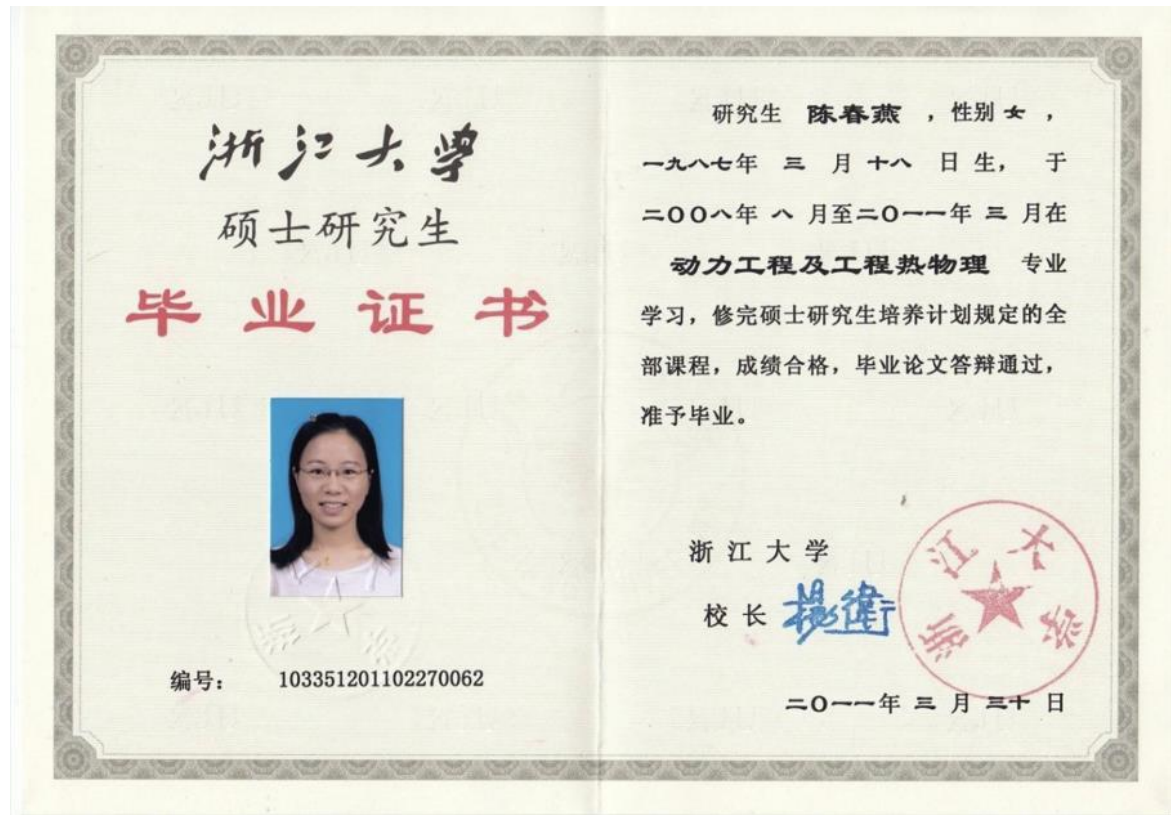 浙江大学
硕士研究生
毕业证书
编号： 103351201102270062
研究生 陈春燕 ，性别 女 ，
一九八七年 三 月 十八 日 生， 于
二〇〇八年 八 月至二〇一一年 三 月在
动力工程及工程热物理 专业
学习，修完硕士研究生培养计划规定的全
部课程，成绩合格，毕业论文答辩通过，
准予毕业。
浙 江 大 学
校 长 杨卫
浙江大学
二〇一一年 三 月 三十 日